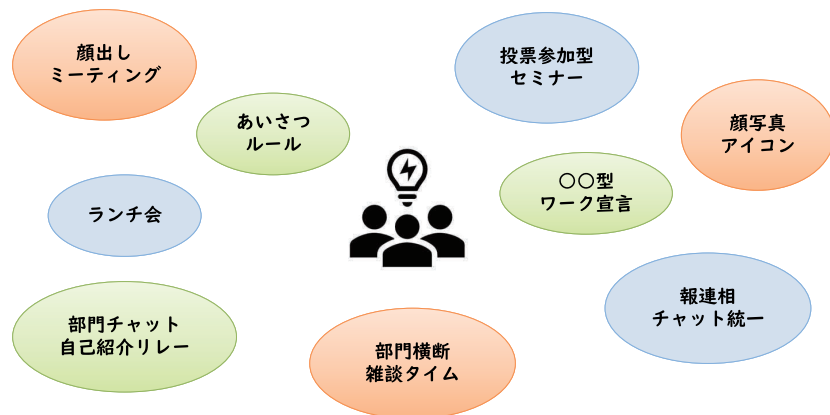 顔出し
ミーティング
投票参加型
セミナー
あいさつ
ルール
顔写真
アイコン
〇〇型
ワーク宣言
ランチ会
報連相
チャット統一
部門チャット
自己紹介リレー
部門横断
雑談タイム